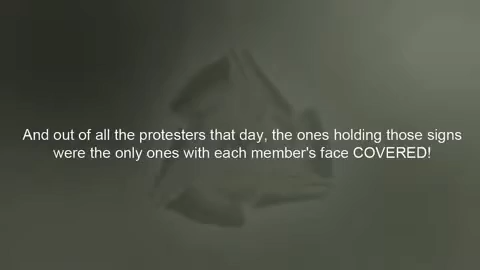 And out of all the protesters that day, the ones holding those signs
were the only ones with each member's face COVERED!